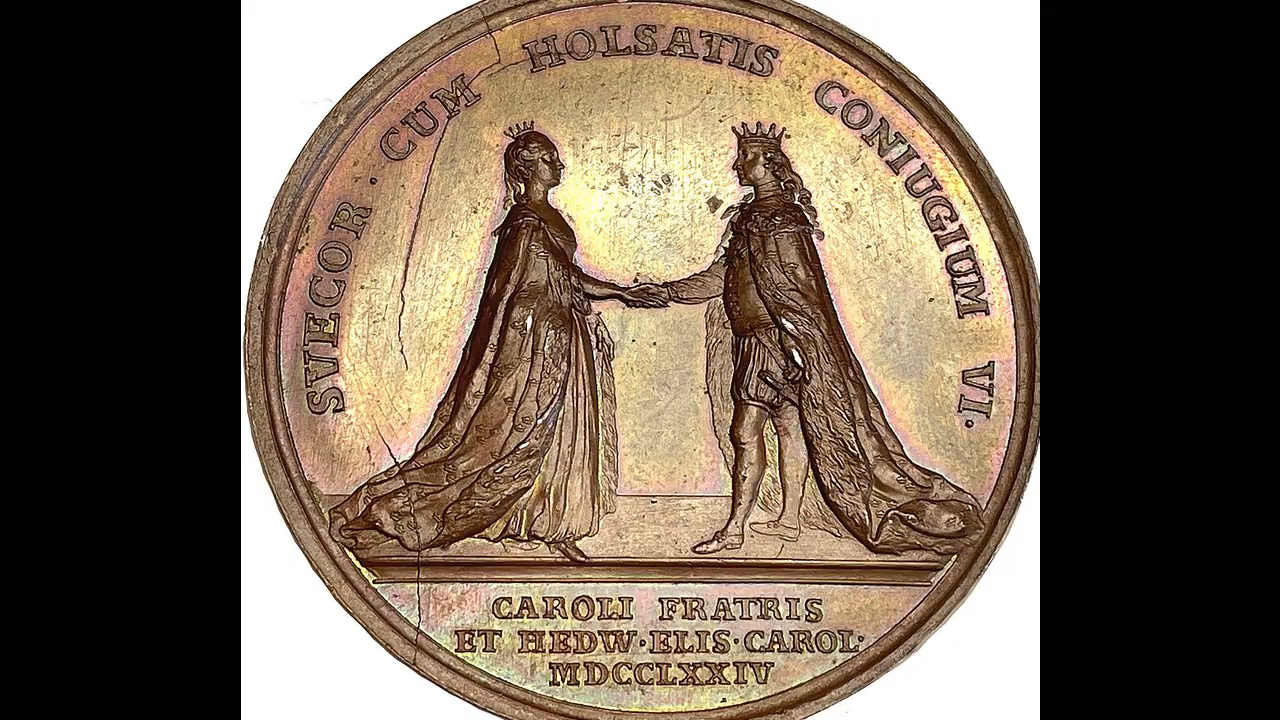 SVECOR · CUM HOLSATIS CONIUGIUM VI.
CAROLI FRATRIS
ET HEDW·ELIS·CAROL·
MDCCLXXIV